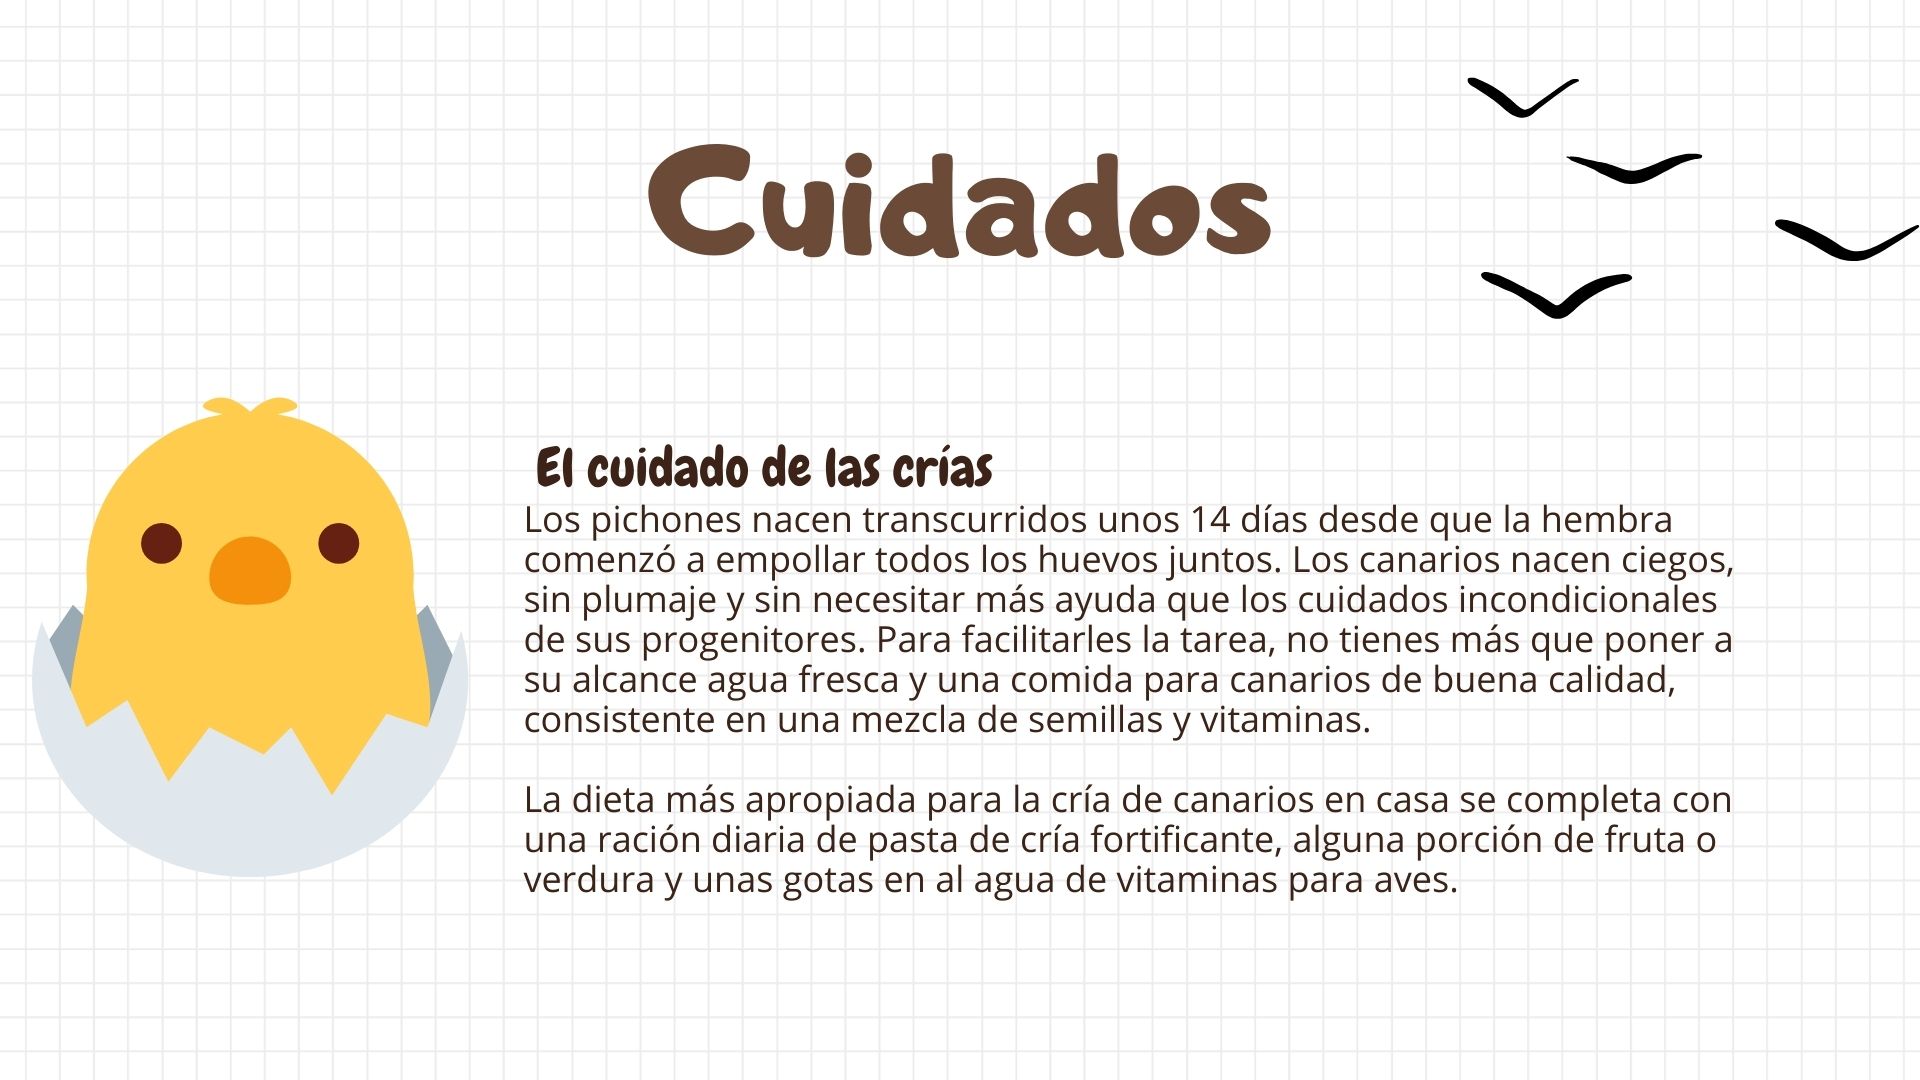 Cuidados
El cuidado de las crías
Los pichones nacen transcurridos unos 14 días desde que la hembra
comenzó a empollar todos los huevos juntos. Los canarios nacen ciegos,
sin plumaje y sin necesitar más ayuda que los cuidados incondicionales
de sus progenitores. Para facilitarles la tarea, no tienes más que poner a
su alcance agua fresca y una comida para canarios de buena calidad,
consistente en una mezcla de semillas y vitaminas.
La dieta más apropiada para la cría de canarios en casa se completa con
una ración diaria de pasta de cría fortificante, alguna porción de fruta o
verdura y unas gotas en al agua de vitaminas para aves.